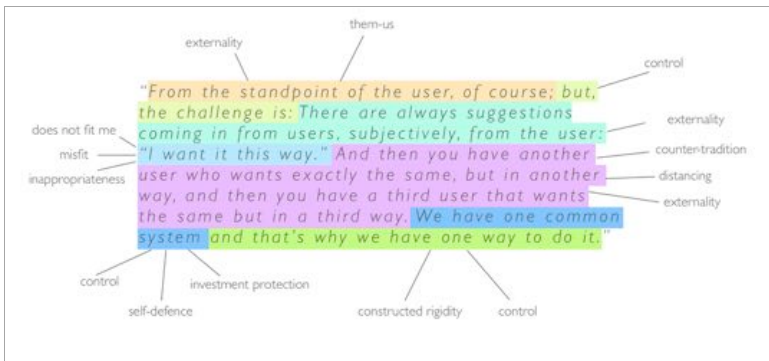 them-us
externality
control
"From the standpoint of the user, of course; but,
the challenge is: There are always suggestions
coming in from users, subjectively, from the user:
"I want it this way." And then you have another
user who wants exactly the same, but in another
way, and then you have a third user that wants
the same but in a third way. We have one common
system and that's why we have one way to do it."
does not fit me
misfit
inappropriateness
externality
counter-tradition
distancing
externality
control
investment protection
self-defence
constructed rigidity
control